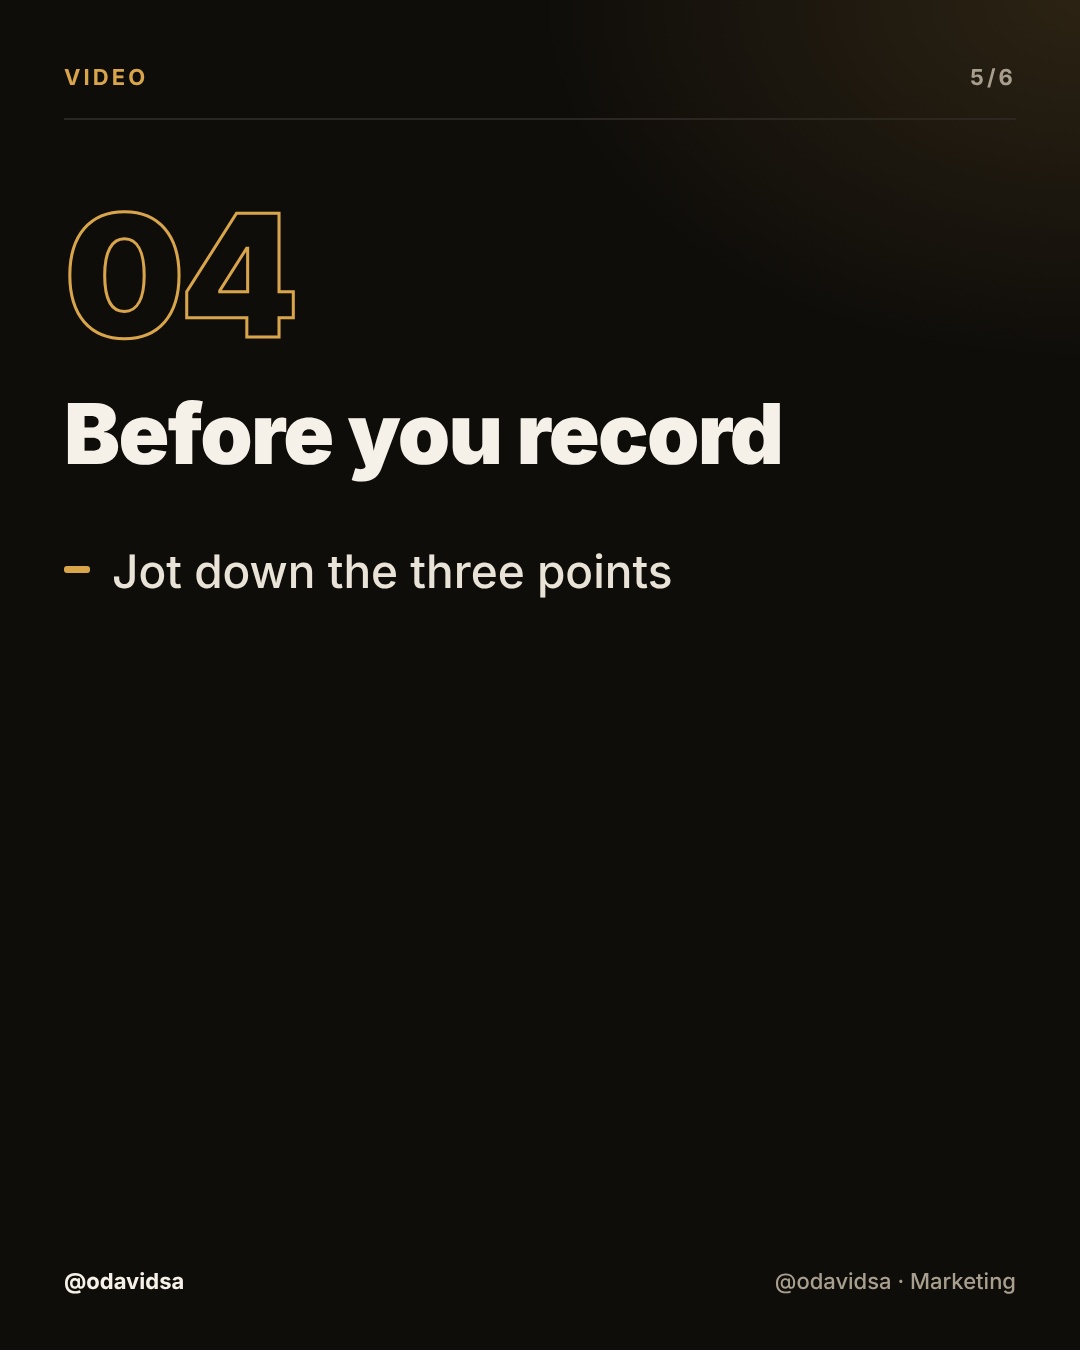 VIDEO
5/6
04
Before you record
Jot down the three points
@odavidsa
@odavidsa · Marketing